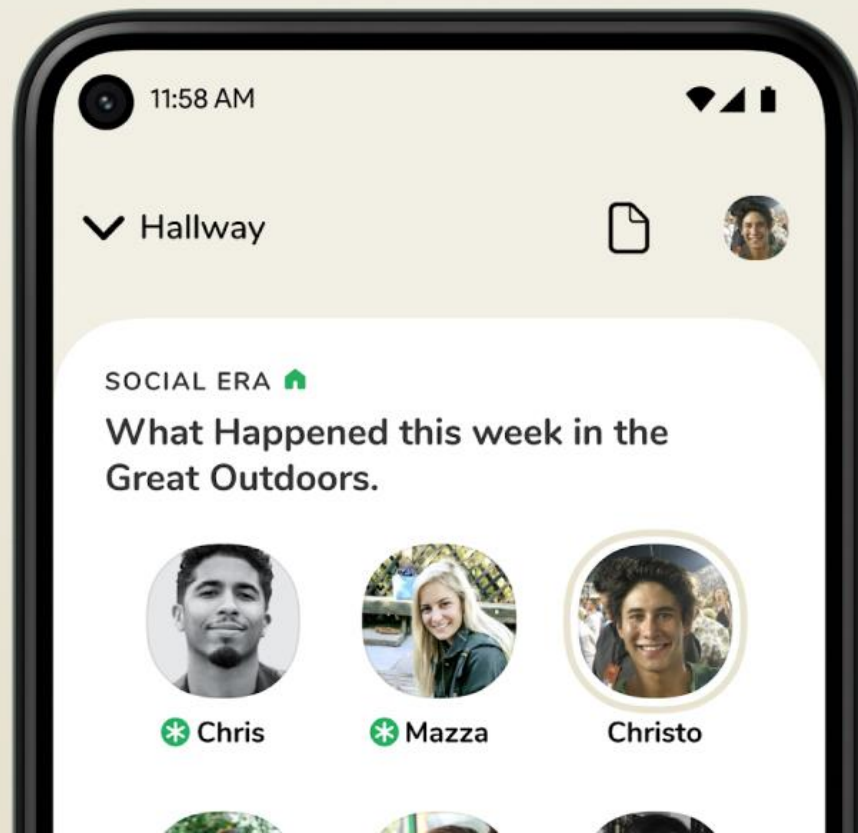 11:58 AM
Hallway
SOCIAL ERA
What Happened this week in the
Great Outdoors.
Chris
Mazza
Christo